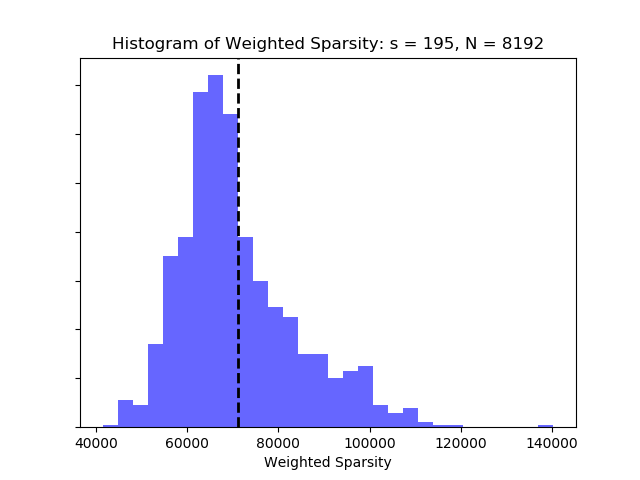 Histogram of Weighted Sparsity: s = 195, N = 8192
40000 60000 80000 100000 120000 140000
Weighted Sparsity